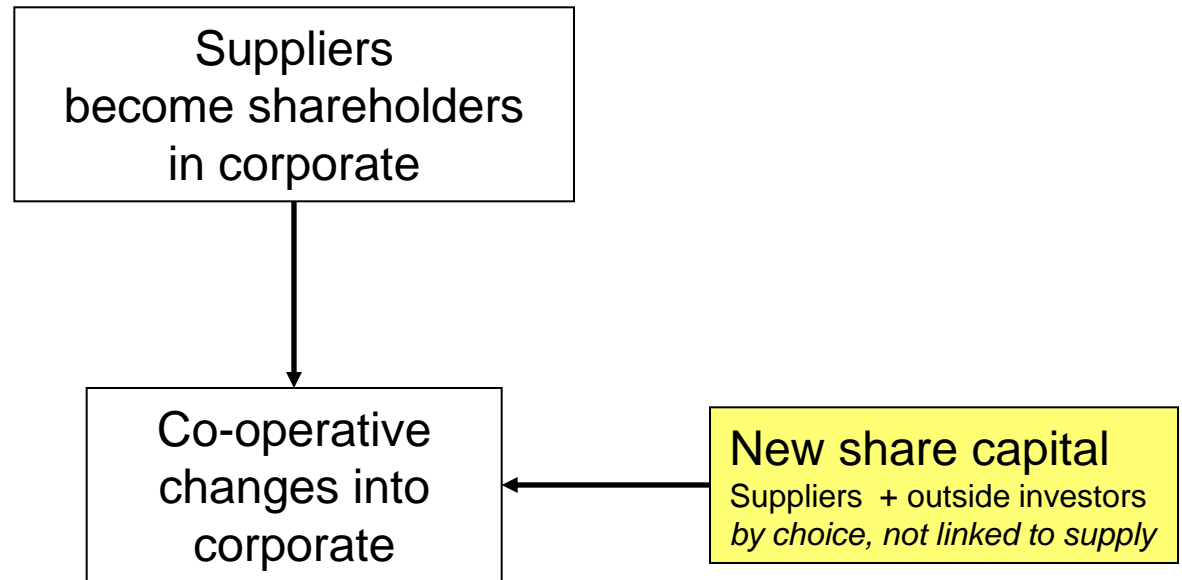 Suppliers
become shareholders
in corporate
Co-operative
changes into
corporate
New share capital
Suppliers + outside investors
by choice, not linked to supply